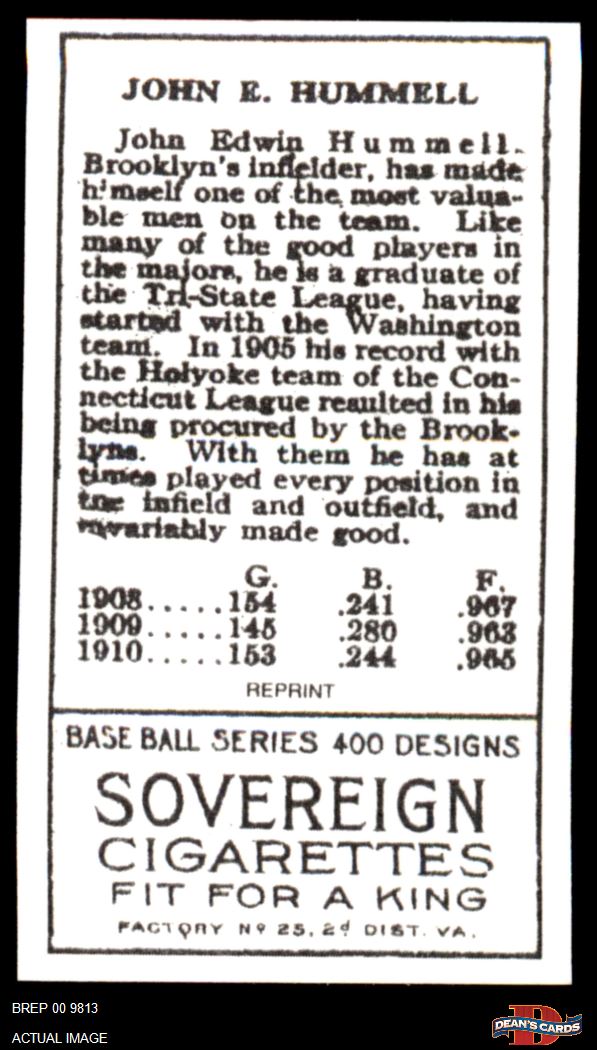 JOHN E. HUMMELL
John Edwin Hummell.
Brooklyn's infielder, has made
himself one of the most valua-
ble men on the team. Like
many of the good players in
the majors, he is a graduate of
the Tri-State League, having
started with the Washington
team. In 1905 his record with
the Holyoke team of the Con-
necticut League resulted in his
being procured by the Brook-
lyns. With them he has at
times played every position in
the infield and outfield, and
invariably made good.
G. B. F.
1908.....154 .241 .967
1909.....145 .280 .963
1910.....153 .244 .965
REPRINT
BASE BALL SERIES 400 DESIGNS
SOVEREIGN
CIGARETTES
FIT FOR A KING
FACTORY Nº 25, 2d DIST. VA.
BREP 00 9813
ACTUAL IMAGE
D
DEAN'S CARDS